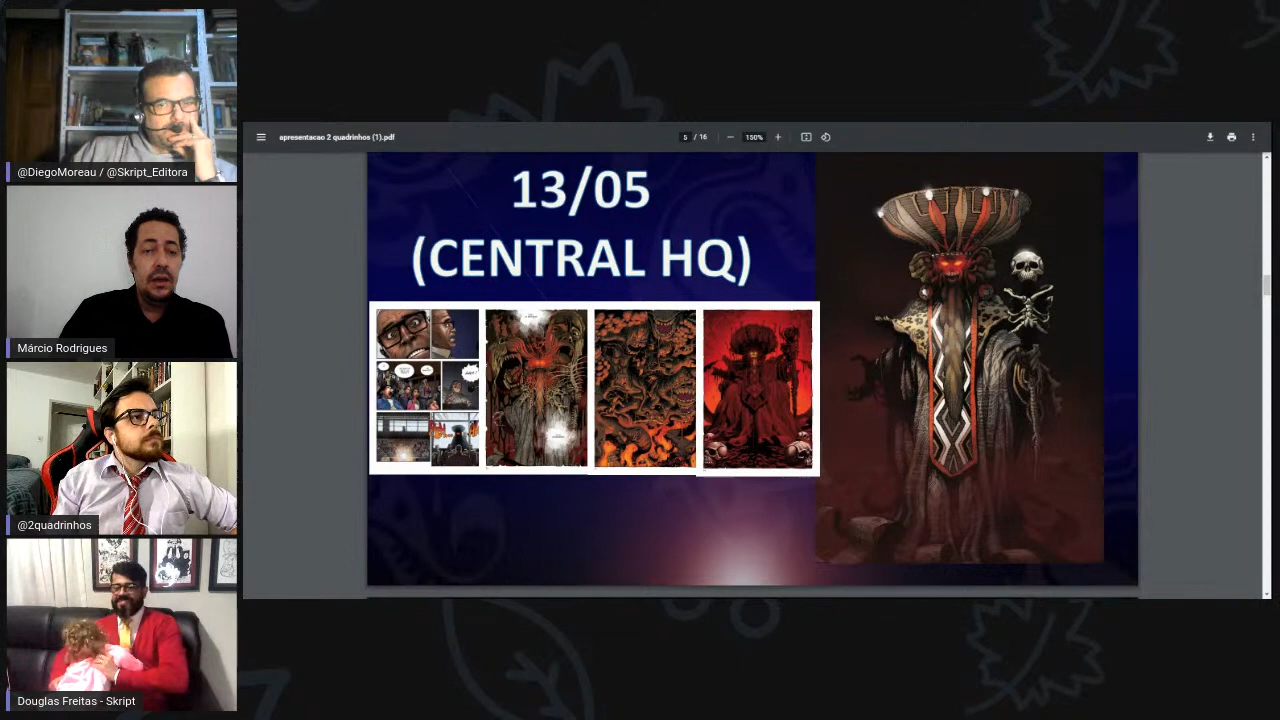 @DiegoMoreau / @Skript_Editora
Márcio Rodrigues
@2quadrinhos
Douglas Freitas - Skript
apresentacao 2 quadrinhos (1).pdf
5 / 16
150%
13/05
(CENTRAL HQ)